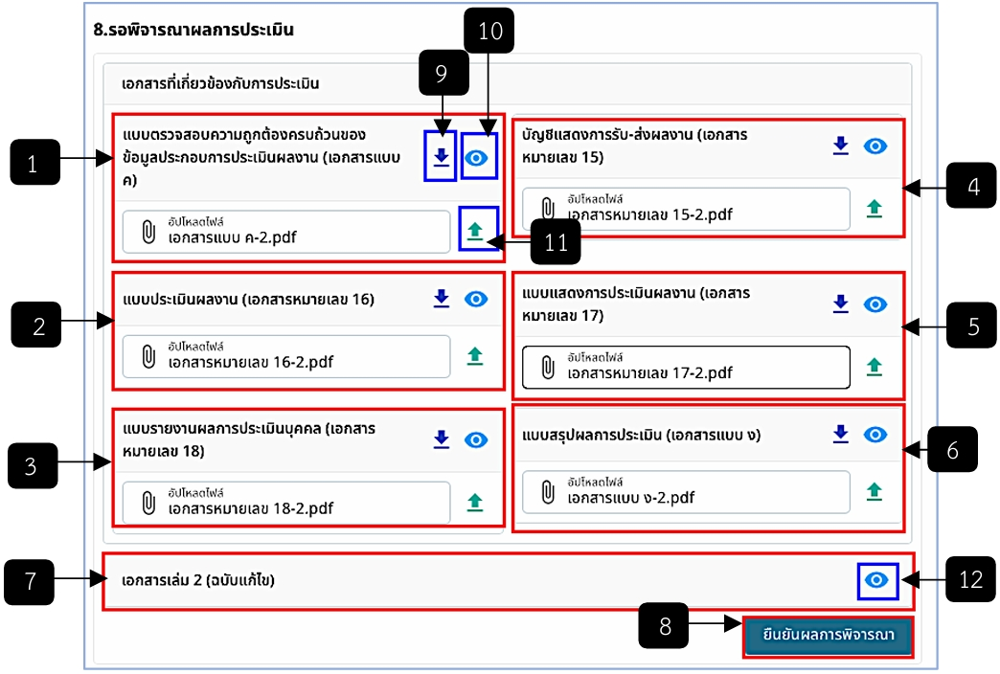 8.รอพิจารณาผลการประเมิน
10
9
เอกสารที่เกี่ยวข้องกับการประเมิน
1
แบบตรวจสอบความถูกต้องครบถ้วนของ
ข้อมูลประกอบการประเมินผลงาน (เอกสารแบบ
ค)
อัปโหลดไฟล์
เอกสารแบบ ค-2.pdf
11
บัญชีแสดงการรับ-ส่งผลงาน (เอกสาร
หมายเลข 15)
4
อัปโหลดไฟล์
เอกสารหมายเลข 15-2.pdf
2
แบบประเมินผลงาน (เอกสารหมายเลข 16)
อัปโหลดไฟล์
เอกสารหมายเลข 16-2.pdf
แบบแสดงการประเมินผลงาน (เอกสาร
หมายเลข 17)
5
อัปโหลดไฟล์
เอกสารหมายเลข 17-2.pdf
3
แบบรายงานผลการประเมินบุคคล (เอกสาร
หมายเลข 18)
อัปโหลดไฟล์
เอกสารหมายเลข 18-2.pdf
แบบสรุปผลการประเมิน (เอกสารแบบ ง)
6
อัปโหลดไฟล์
เอกสารแบบ ง-2.pdf
7
เอกสารเล่ม 2 (ฉบับแก้ไข)
12
8
ยืนยันผลการพิจารณา